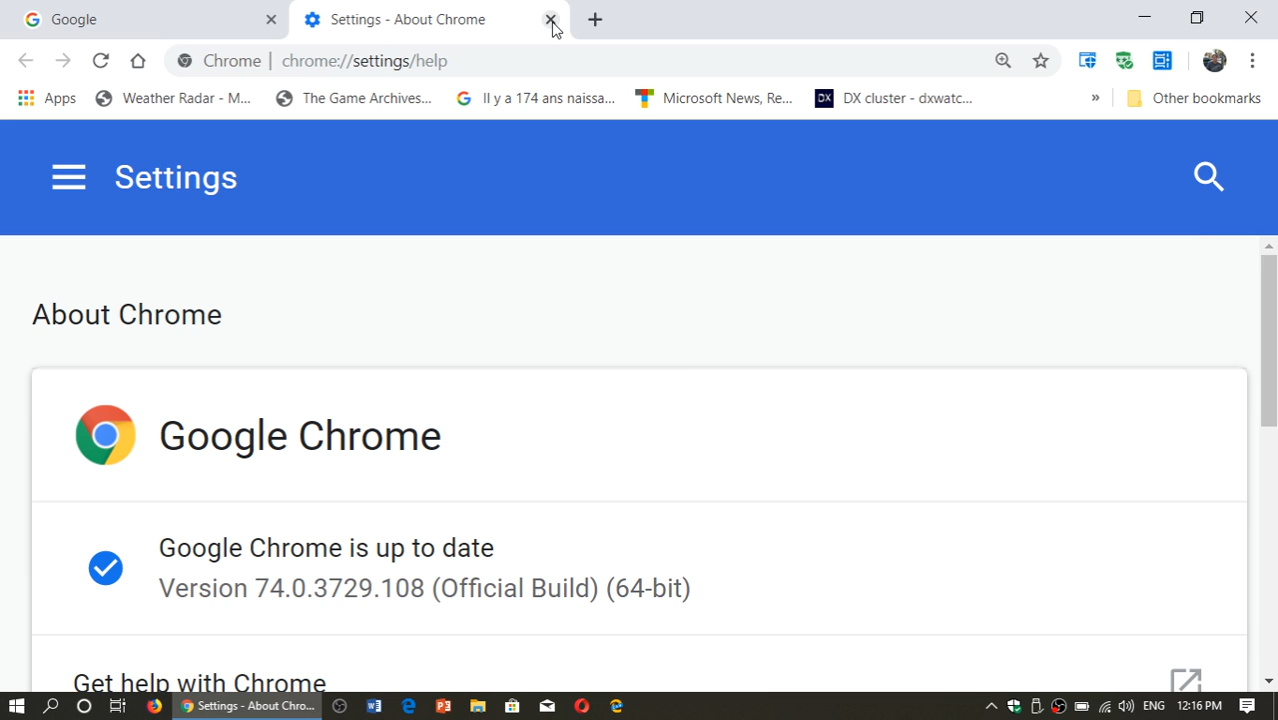 Google
Settings - About Chrome
Chrome | chrome://settings/help
Apps
Weather Radar - M...
The Game Archives...
Il y a 174 ans naissa...
Microsoft News, Re...
DX DX cluster - dxwatc...
»
Other bookmarks
Settings
About Chrome
Google Chrome
Google Chrome is up to date
Version 74.0.3729.108 (Official Build) (64-bit)
Get help with Chrome
Settings - About Chro...
ENG 12:16 PM